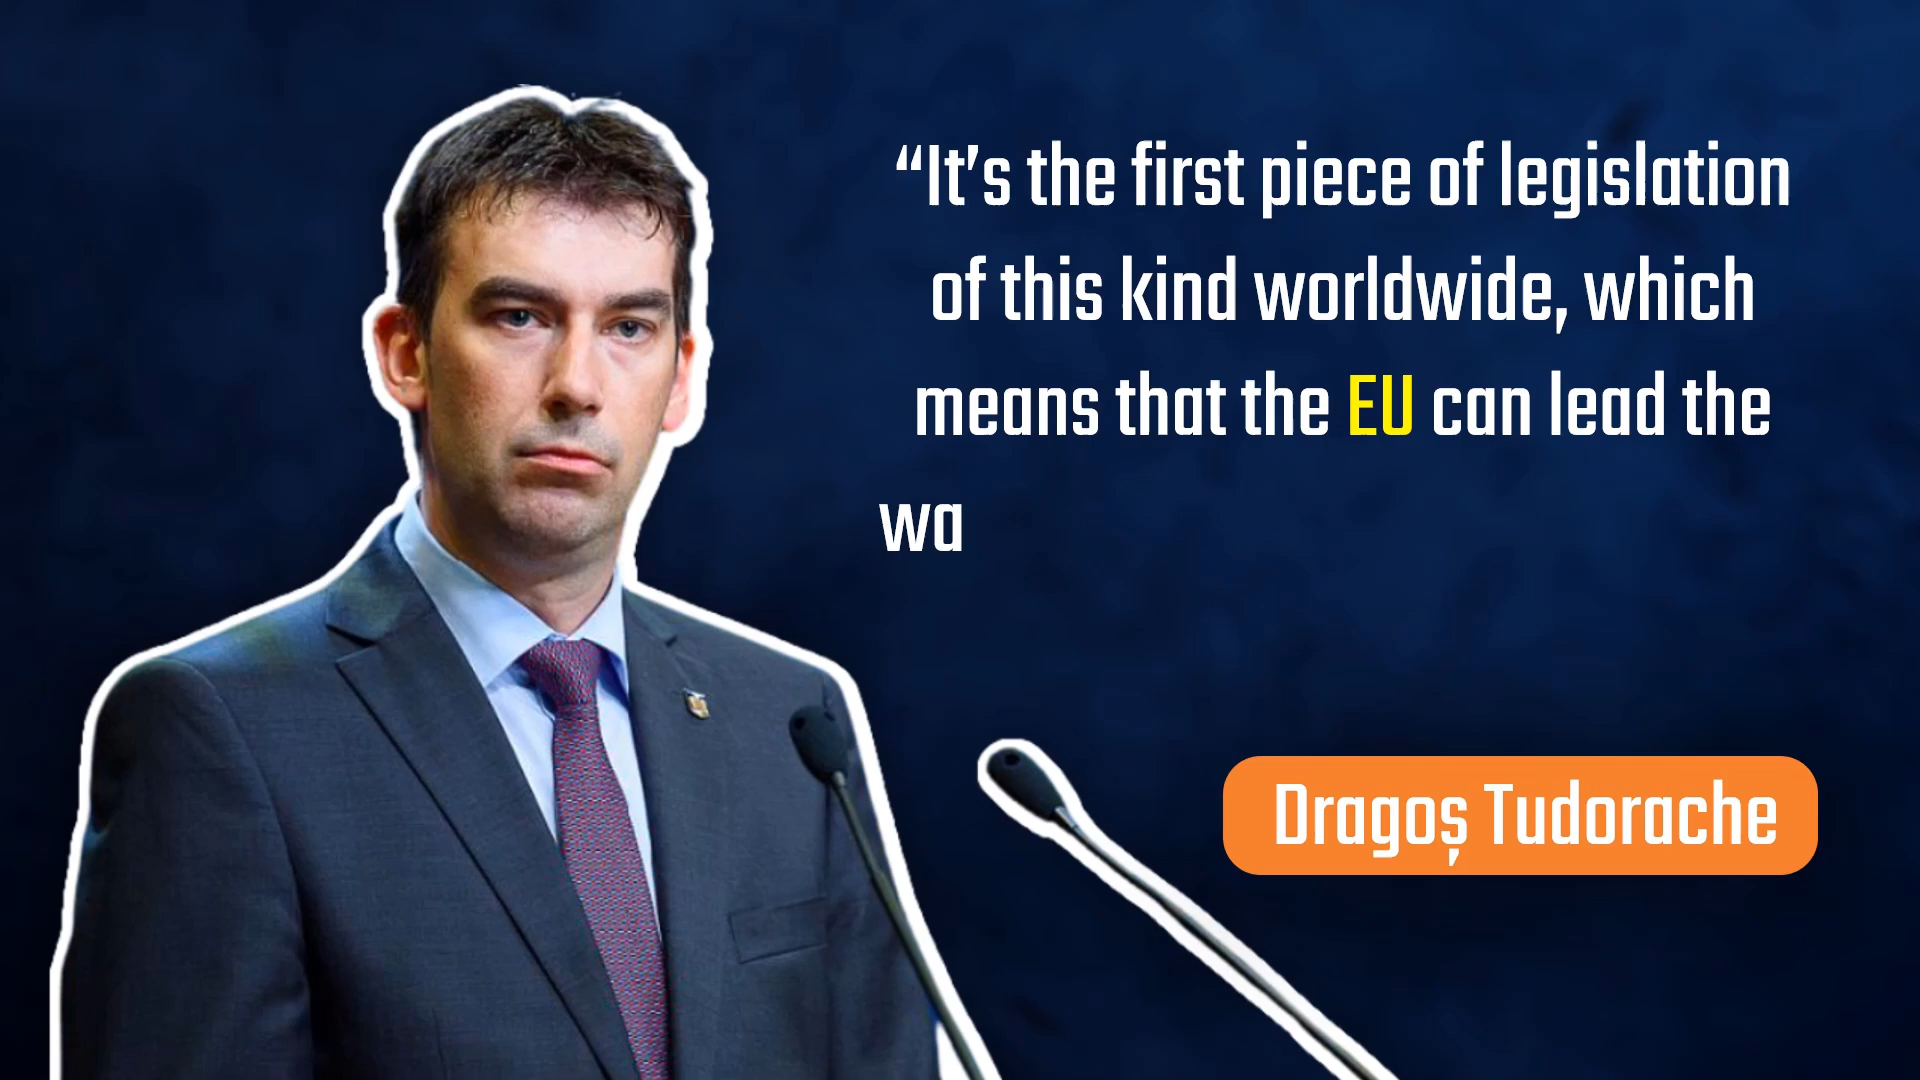 “It’s the first piece of legislation
of this kind worldwide, which
means that the EU can lead the
wa
Dragoș Tudorache